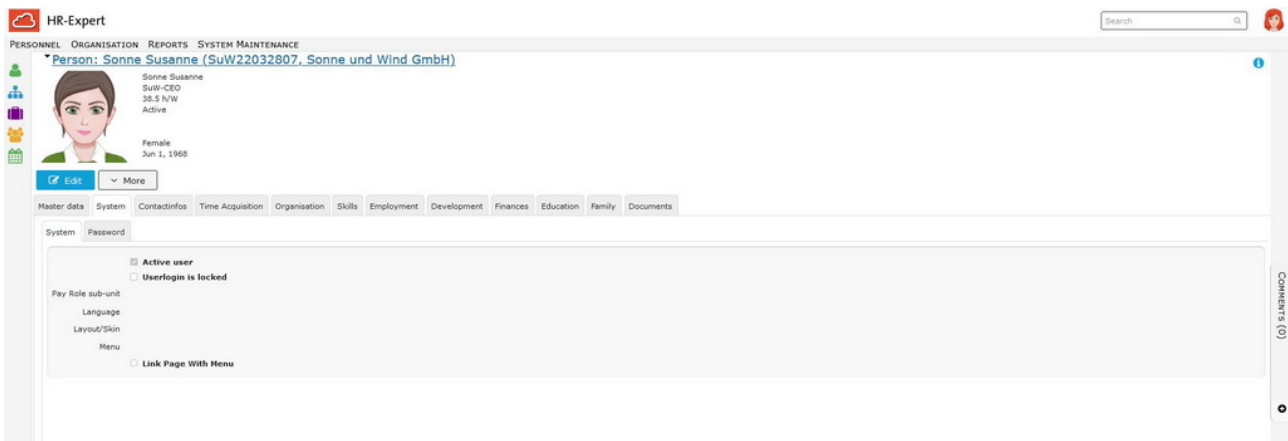 HR-Expert
Search
PERSONNEL ORGANISATION REPORTS SYSTEM MAINTENANCE
Person: Sonne Susanne (SuW22032807, Sonne und Wind GmbH)
Sonne Susanne
SuW-CEO
38.5 h/W
Active
Female
Jun 1, 1968
Edit
More
Master data System Contactinfos Time Acquisition Organisation Skills Employment Development Finances Education Family Documents
System Password
Active user
Userlogin is locked
Pay Role sub-unit
Language
Layout/Skin
Menu
Link Page With Menu
COMMENTS (0)